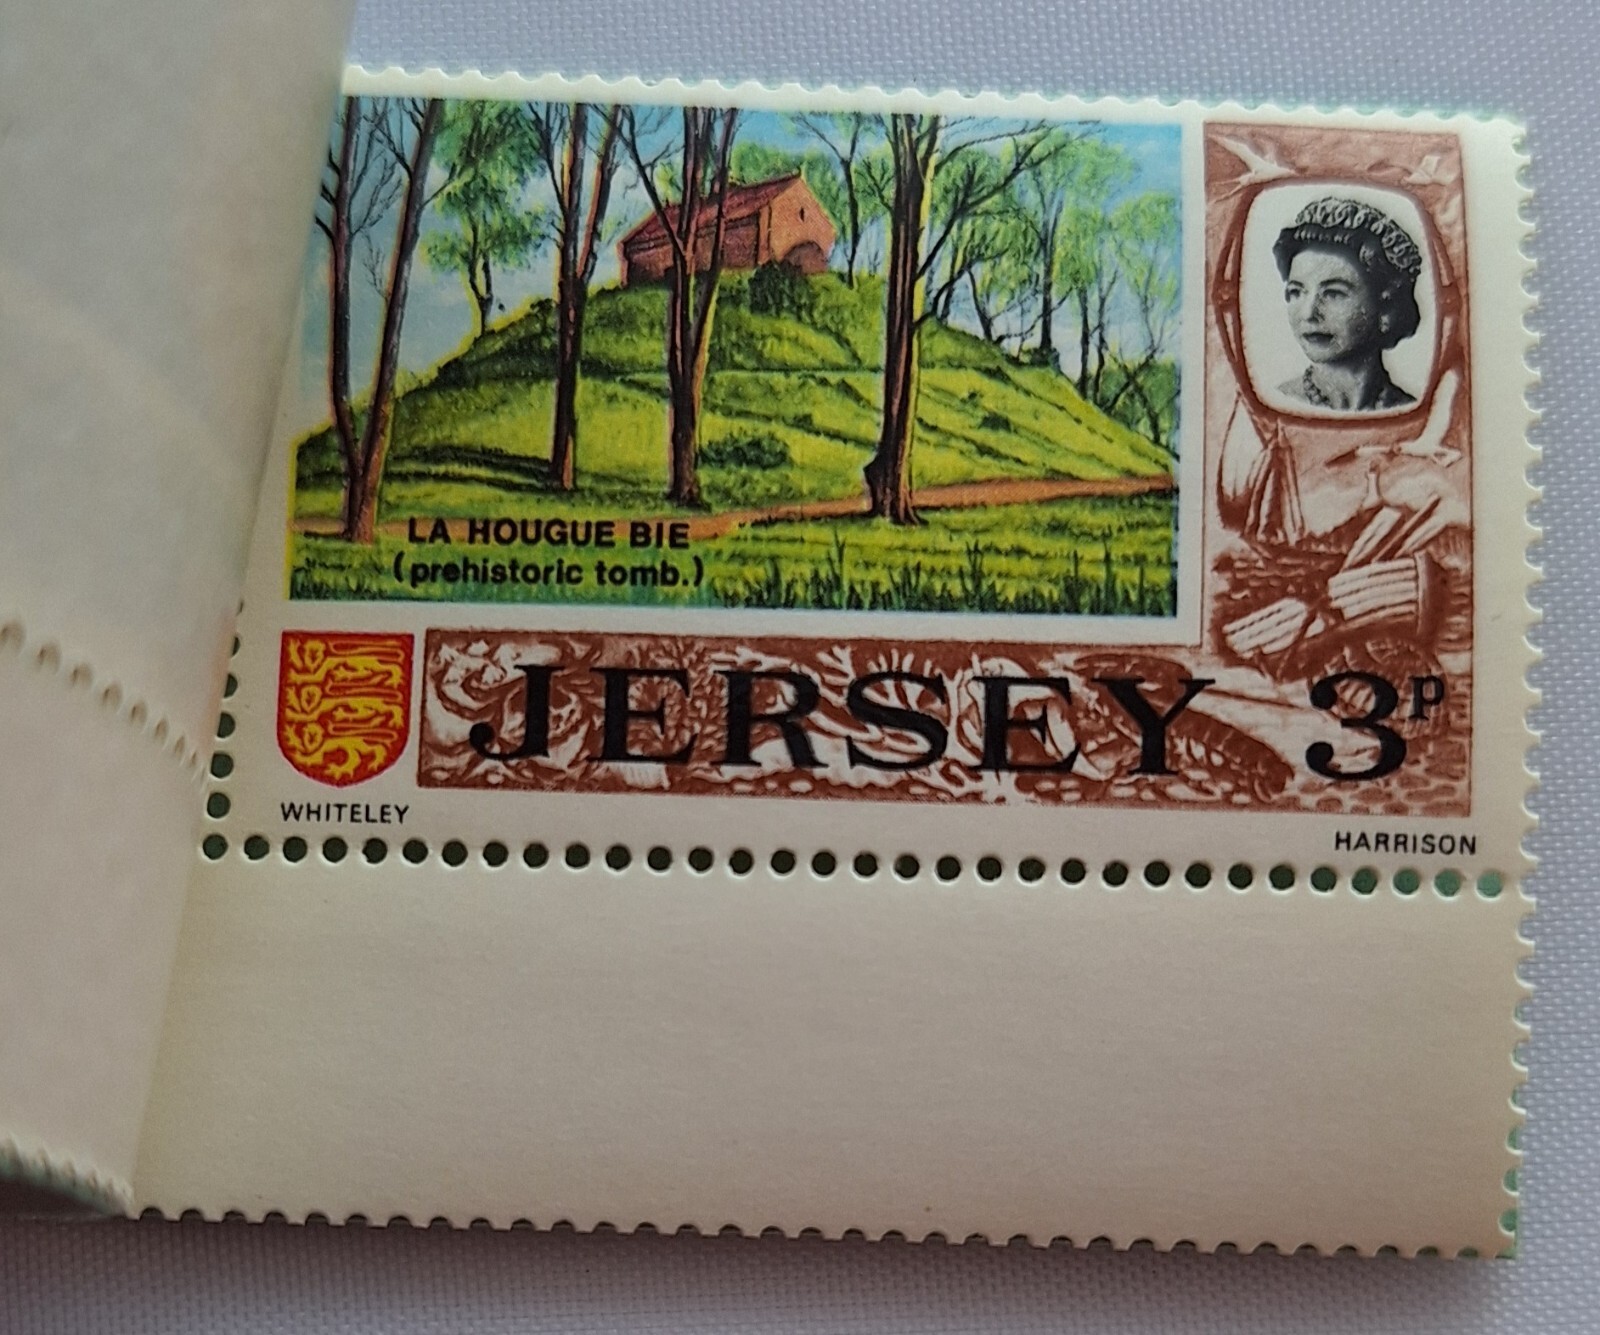 LA HOUGUE BIE
(prehistoric tomb.)
JERSEY 3P
WHITELEY
HARRISON